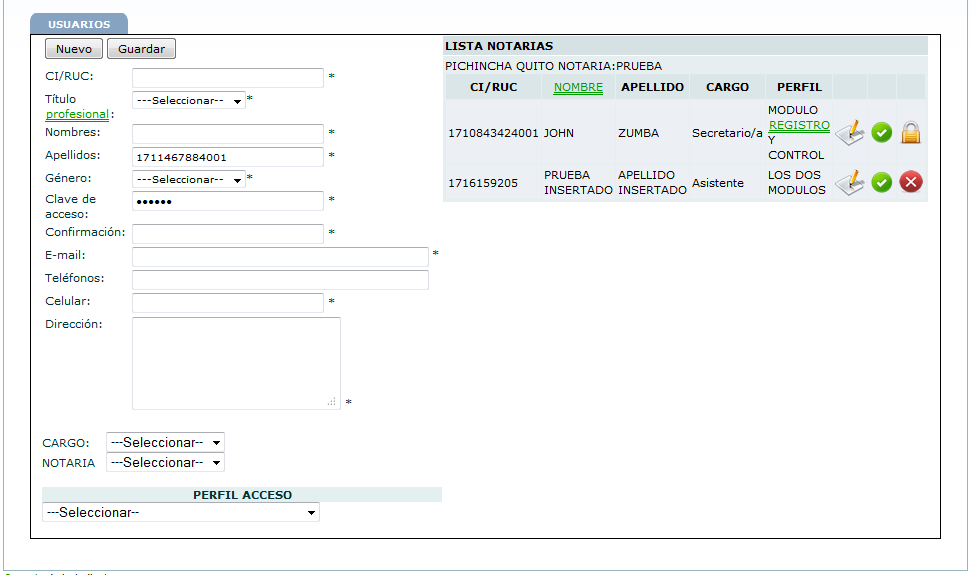 USUARIOS
Nuevo Guardar
CI/RUC: *
Título profesional: ---Seleccionar-- *
Nombres: *
Apellidos: 1711467884001 *
Género: ---Seleccionar-- *
Clave de acceso: •••••• *
Confirmación: *
E-mail: *
Teléfonos:
Celular: *
Dirección: *
CARGO: ---Seleccionar--
NOTARIA ---Seleccionar--
PERFIL ACCESO
---Seleccionar--
LISTA NOTARIAS
PICHINCHA QUITO NOTARIA:PRUEBA
CI/RUC NOMBRE APELLIDO CARGO PERFIL
1710843424001 JOHN ZUMBA Secretario/a MODULO REGISTRO Y CONTROL
1716159205 PRUEBA INSERTADO APELLIDO INSERTADO Asistente LOS DOS MODULOS